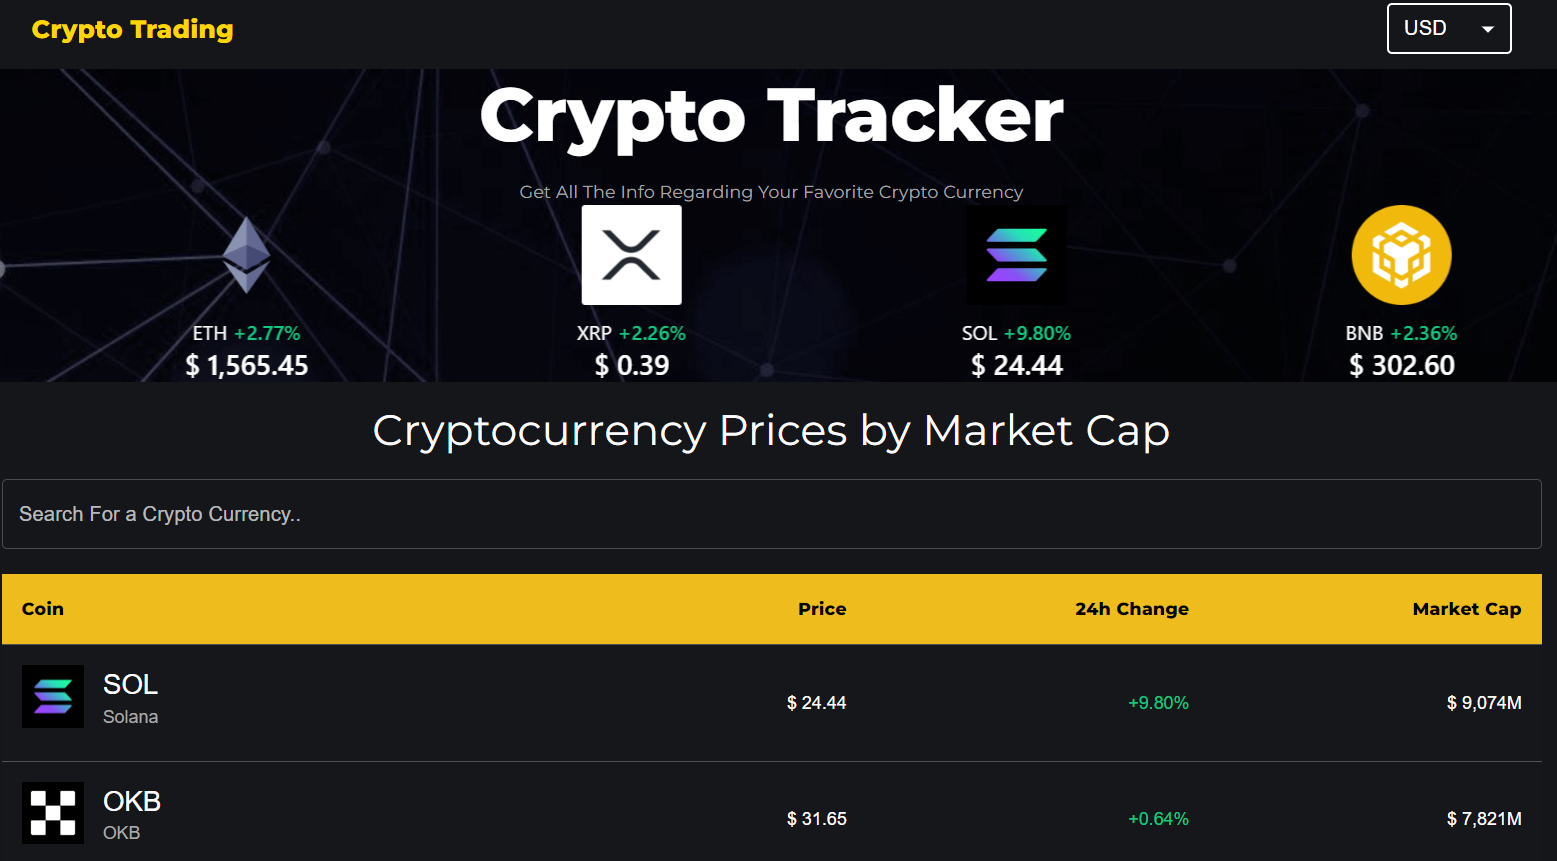 Crypto Trading
USD
Crypto Tracker
Get All The Info Regarding Your Favorite Crypto Currency
ETH +2.77%
$ 1,565.45
XRP +2.26%
$ 0.39
SOL +9.80%
$ 24.44
BNB +2.36%
$ 302.60
Cryptocurrency Prices by Market Cap
Search For a Crypto Currency..
Coin Price 24h Change Market Cap
SOL
Solana
$ 24.44 +9.80% $ 9,074M
OKB
OKB
$ 31.65 +0.64% $ 7,821M